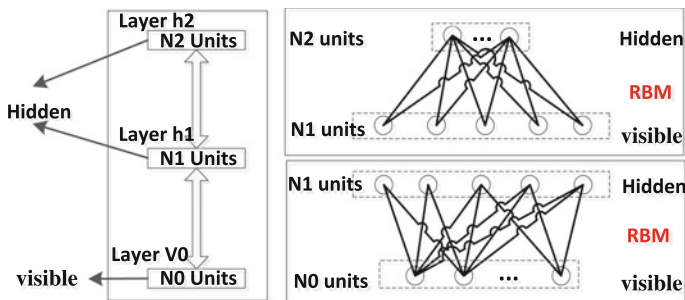 Layer h2
N2 Units
Hidden
Layer h1
N1 Units
Layer V0
visible
N0 Units
N2 units
...
Hidden
RBM
N1 units
visible
N1 units
Hidden
RBM
N0 units
...
visible